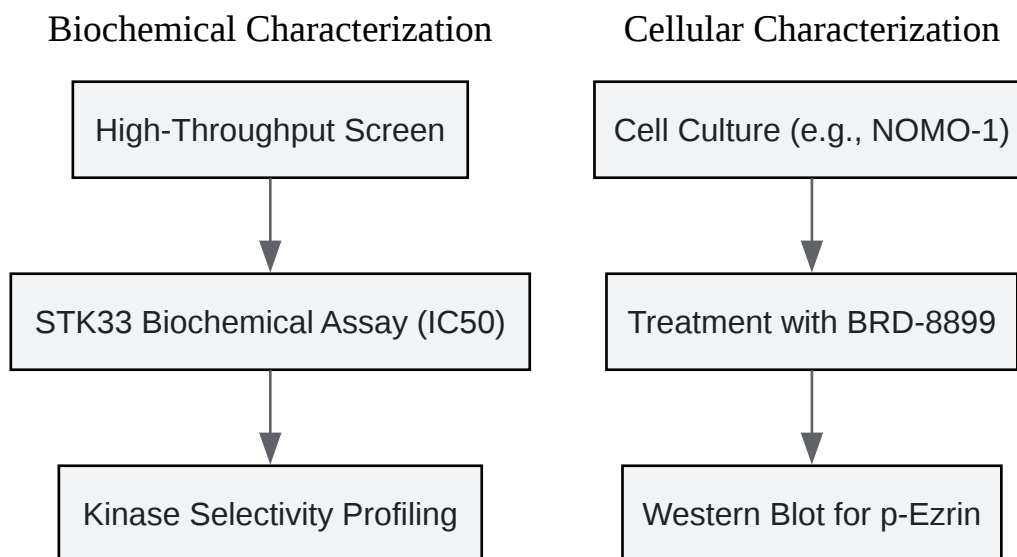 Biochemical Characterization
High-Throughput Screen
STK33 Biochemical Assay (IC50)
Kinase Selectivity Profiling
Cellular Characterization
Cell Culture (e.g., NOMO-1)
Treatment with BRD-8899
Western Blot for p-Ezrin